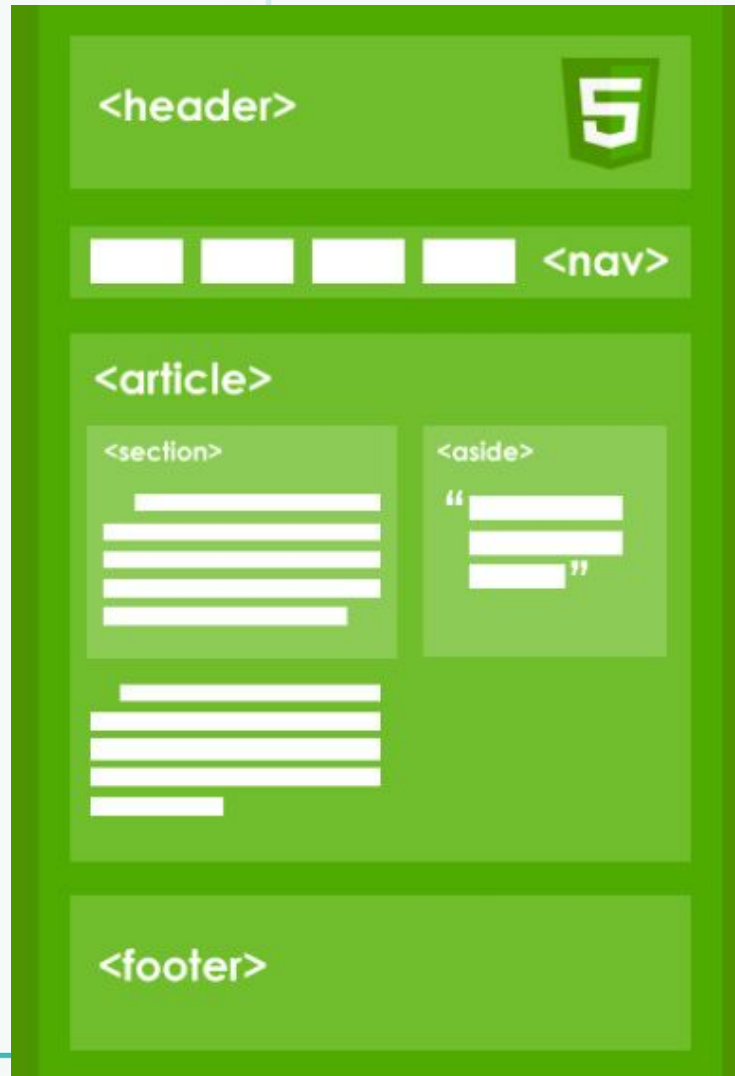 <header>
5
<nav>
<article>
<section>
<aside>
“
”
<footer>